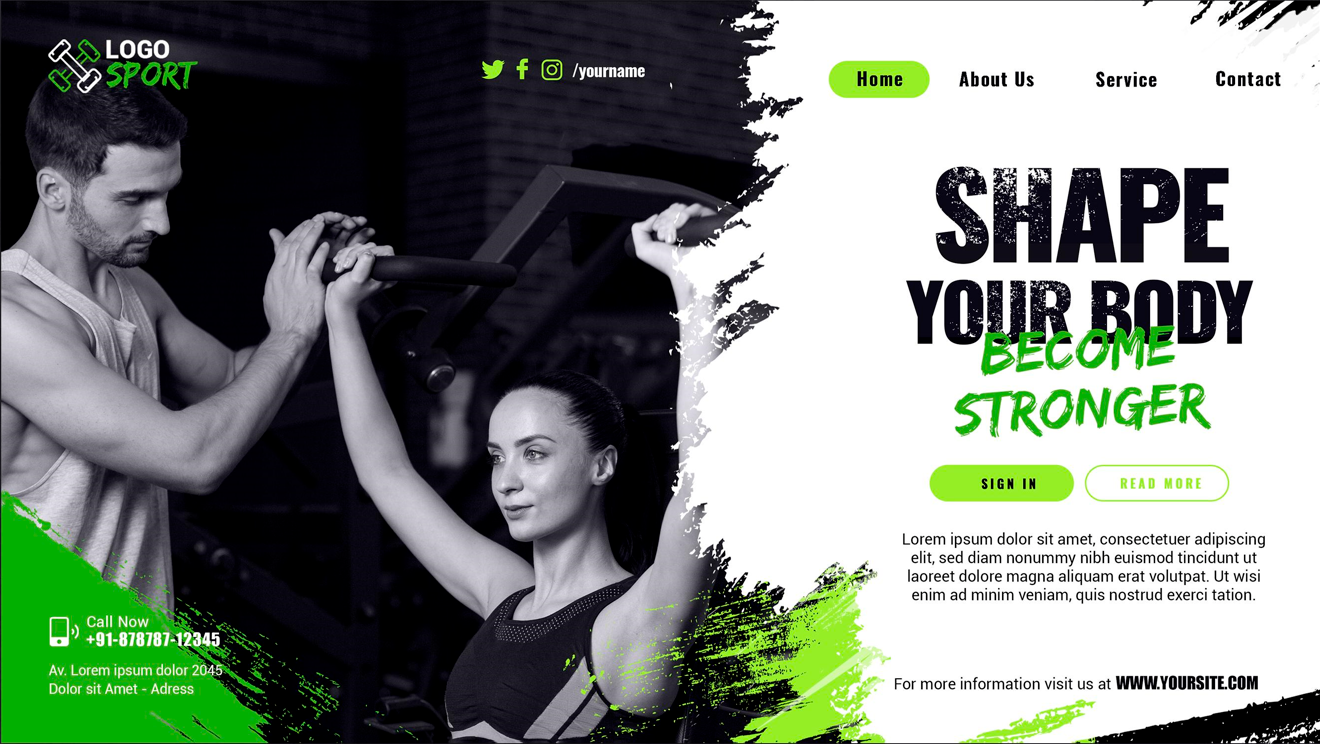 LOGO
SPORT
/yourname
Home About Us Service Contact
SHAPE
YOUR BODY
BECOME
STRONGER
SIGN IN READ MORE
Lorem ipsum dolor sit amet, consectetuer adipiscing
elit, sed diam nonummy nibh euismod tincidunt ut
laoreet dolore magna aliquam erat volutpat. Ut wisi
enim ad minim veniam, quis nostrud exerci tation.
Call Now
+91-878787-12345
Av. Lorem ipsum dolor 2045
Dolor sit Amet - Adress
For more information visit us at WWW.YOURSITE.COM